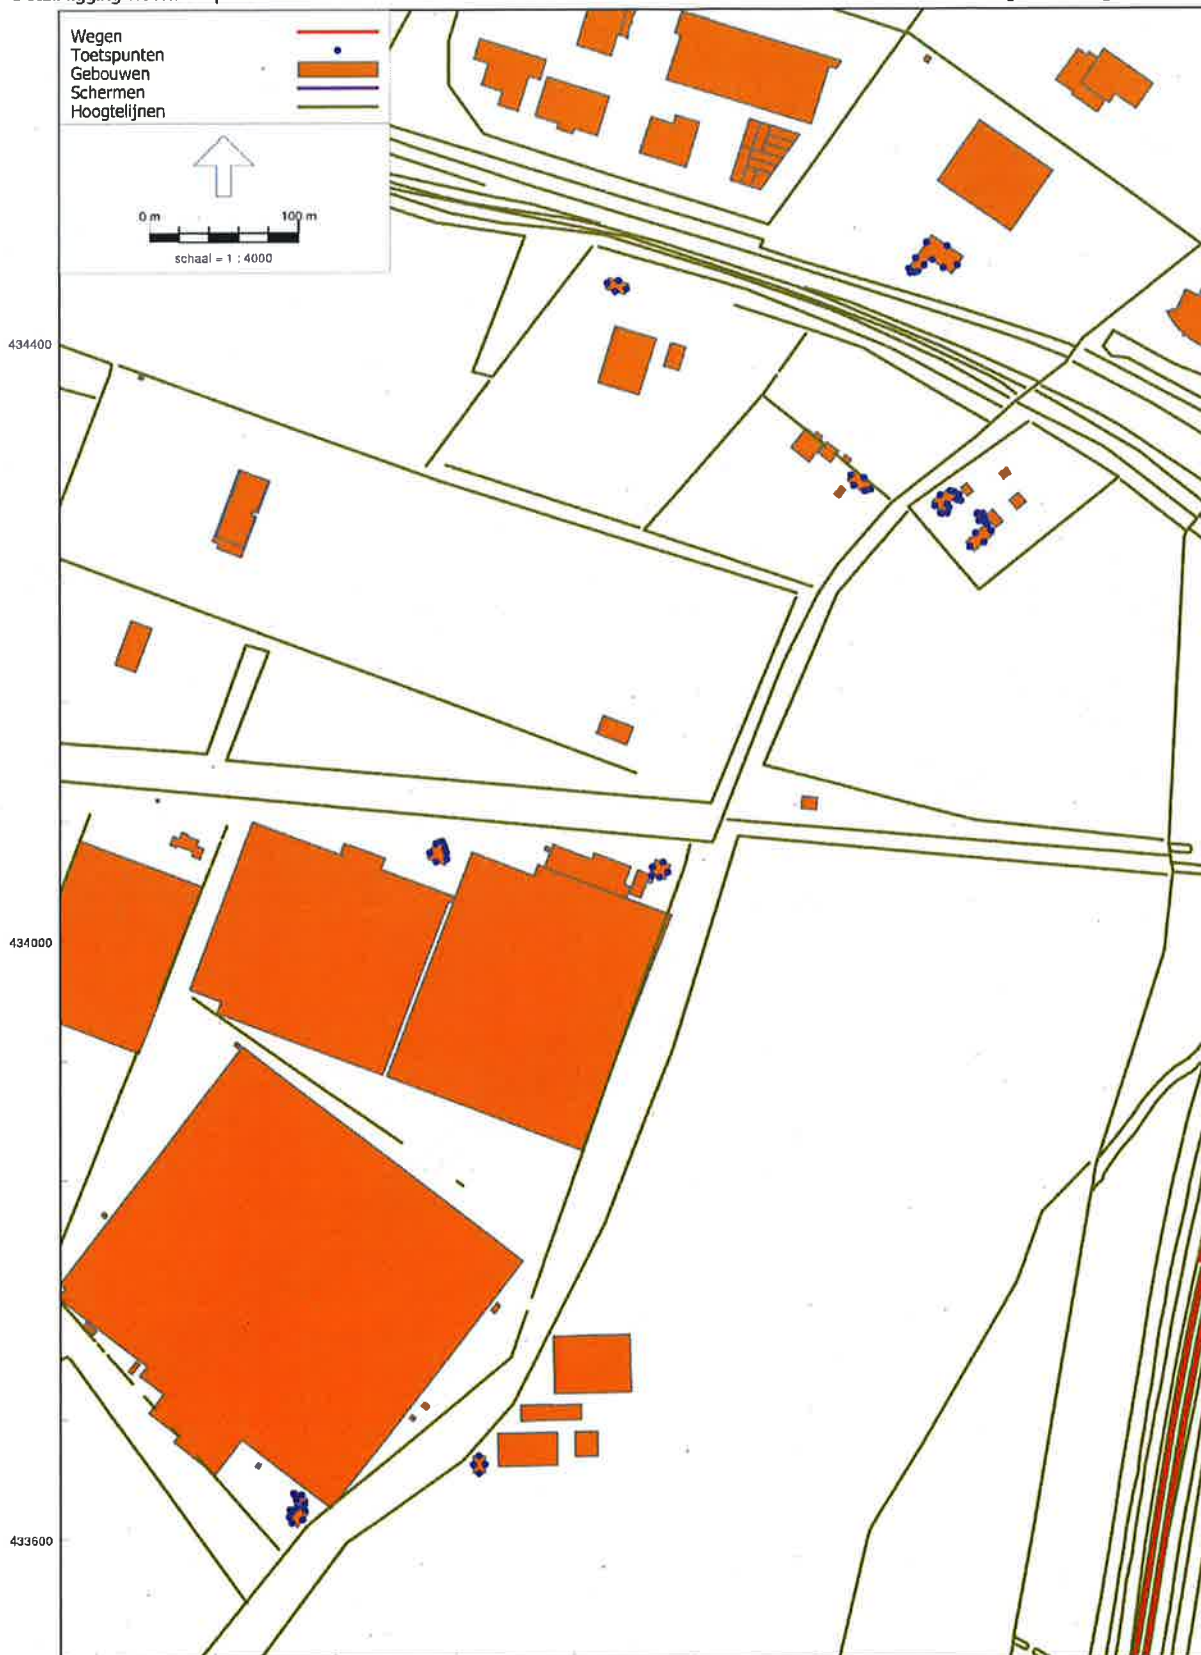 Wegen
Toetspunten
Gebouwen
Schermen
Hoogtelijnen
0 m 100 m
schaal = 1 : 4000
434400
434000
433600